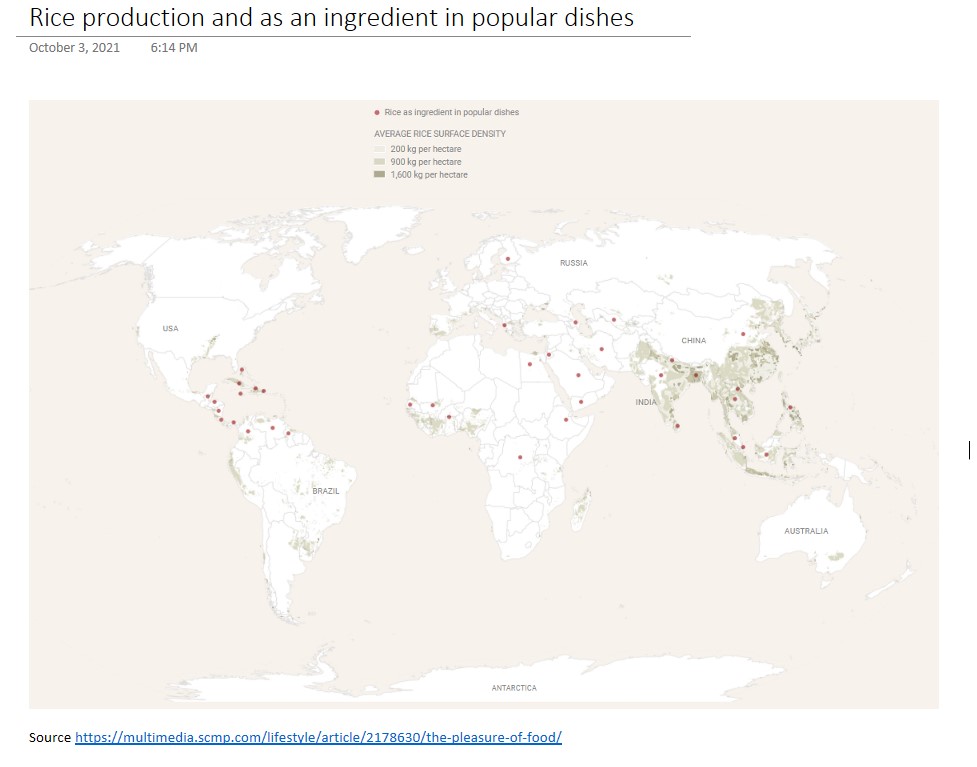 Rice production and as an ingredient in popular dishes
October 3, 2021 6:14 PM
Rice as ingredient in popular dishes
AVERAGE RICE SURFACE DENSITY
200 kg per hectare
900 kg per hectare
1,600 kg per hectare
RUSSIA
USA
CHINA
INDIA
BRAZIL
AUSTRALIA
ANTARCTICA
Source https://multimedia.scmp.com/lifestyle/article/2178630/the-pleasure-of-food/